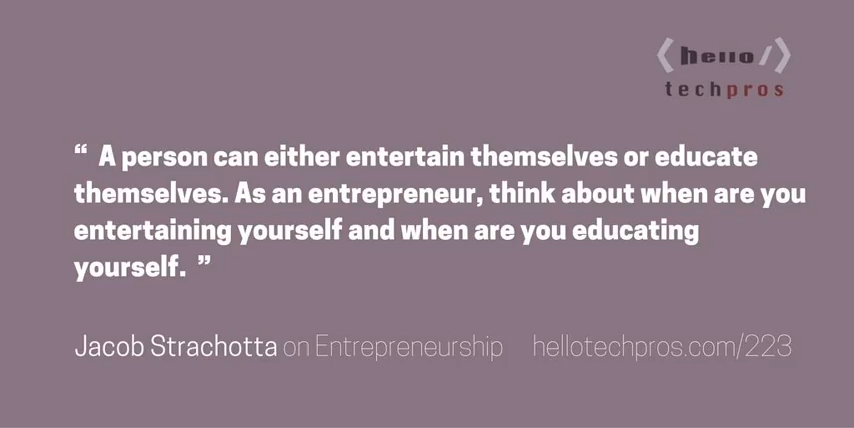 < hello />
techpros
“ A person can either entertain themselves or educate
themselves. As an entrepreneur, think about when are you
entertaining yourself and when are you educating
yourself. ”
Jacob Strachotta on Entrepreneurship hellotechpros.com/223